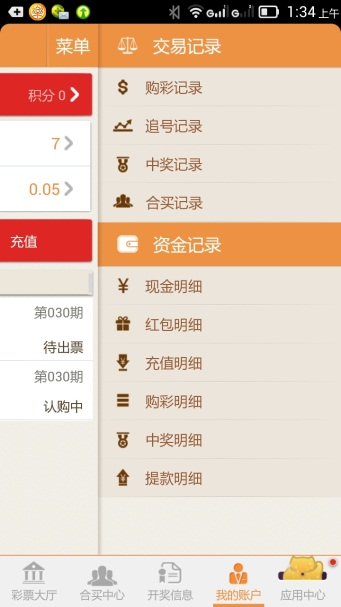 1:34 上午
菜单
交易记录
积分 0
购彩记录
7
追号记录
0.05
中奖记录
合买记录
充值
资金记录
现金明细
第030期
红包明细
待出票
充值明细
第030期
购彩明细
认购中
中奖明细
提款明细
彩票大厅
合买中心
开奖信息
我的账户
应用中心